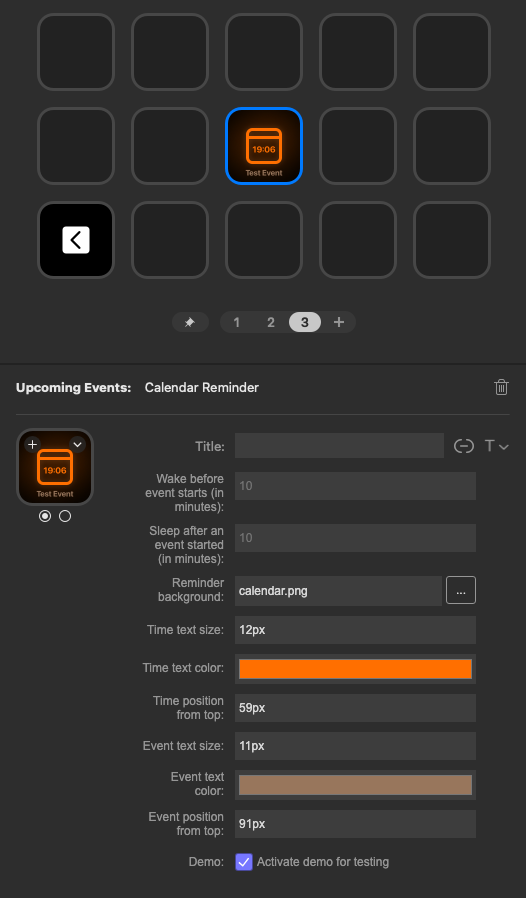 19:06
Test Event
1 2 3 +
Upcoming Events: Calendar Reminder
19:06
Test Event
Title:
T
Wake before
event starts (in
minutes):
10
Sleep after an
event started
(in minutes):
10
Reminder
background:
calendar.png
...
Time text size:
12px
Time text color:
Time position
from top:
59px
Event text size:
11px
Event text
color:
Event position
from top:
91px
Demo:
Activate demo for testing